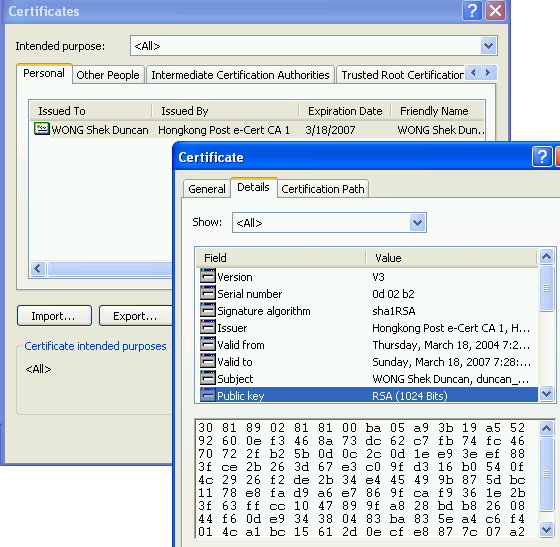 Certificates
Intended purpose: <All>
Personal Other People Intermediate Certification Authorities Trusted Root Certification
Issued To Issued By Expiration Date Friendly Name
WONG Shek Duncan Hongkong Post e-Cert CA 1 3/18/2007 WONG Shek Dun...
Import... Export...
Certificate intended purposes
<All>
Certificate
General Details Certification Path
Show: <All>
Field Value
Version V3
Serial number 0d 02 b2
Signature algorithm sha1RSA
Issuer Hongkong Post e-Cert CA 1, H...
Valid from Thursday, March 18, 2004 7:2...
Valid to Sunday, March 18, 2007 7:28:...
Subject WONG Shek Duncan, duncan_...
Public key RSA (1024 Bits)
30 81 89 02 81 81 00 ba 05 a9 3b 19 a5 52
92 60 0e f3 46 8a 73 dc 62 c7 fb 74 fc 46
70 72 2f b2 5b 0d 0c 2c 0d 1e e9 3e ef 88
3f ce 2b 26 3d 67 e3 c0 9f d3 16 b0 54 0f
4c 29 26 f2 de 2b 34 e4 45 49 9b 87 5d bc
11 78 e8 fa d9 a6 e7 86 9f ca f9 36 1e 2b
3f 63 ff cc 10 47 89 9f a8 28 bd b8 26 08
44 f6 0d e9 34 38 04 83 ba 83 5e a4 c6 f4
01 4c a1 bc 15 61 2d 0e cf e8 87 7c 07 a2